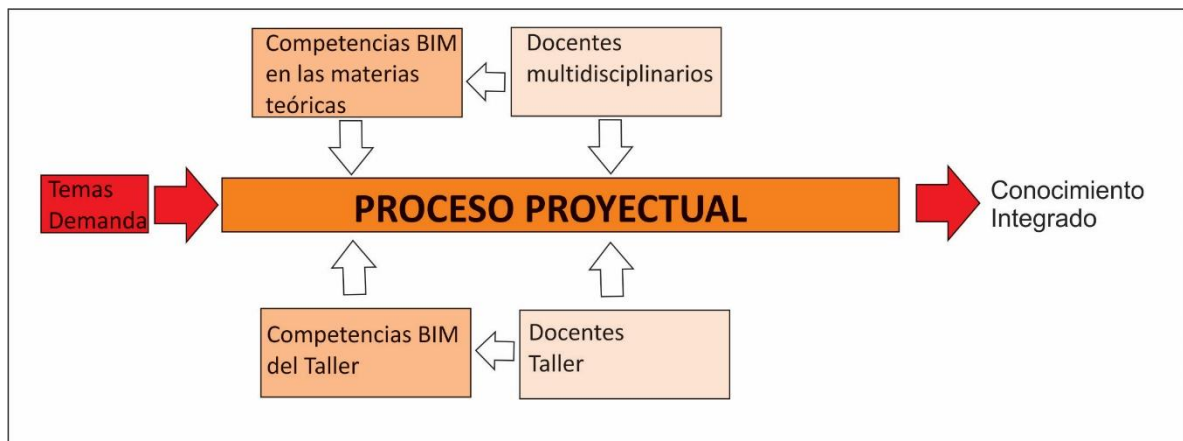 Competencias BIM
en las materias
teóricas
Docentes
multidisciplinarios
Temas
Demanda
PROCESO PROYECTUAL
Conocimiento
Integrado
Competencias BIM
del Taller
Docentes
Taller